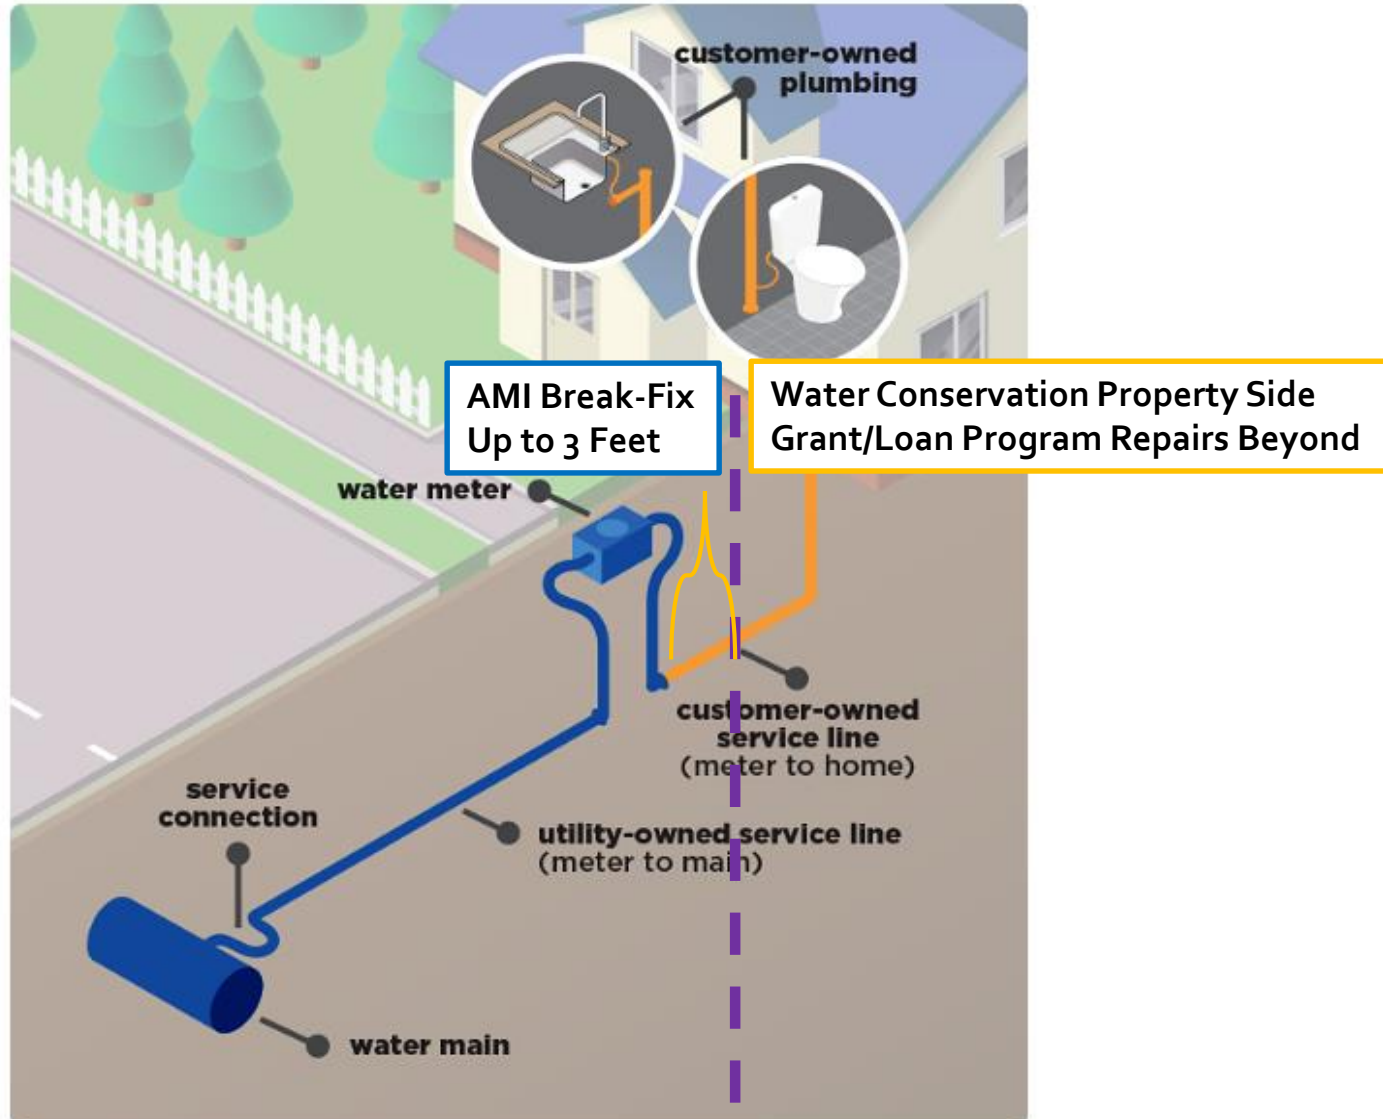 customer-owned
plumbing
AMI Break-Fix
Up to 3 Feet
Water Conservation Property Side
Grant/Loan Program Repairs Beyond
water meter
customer-owned
service line
(meter to home)
service
connection
utility-owned service line
(meter to main)
water main